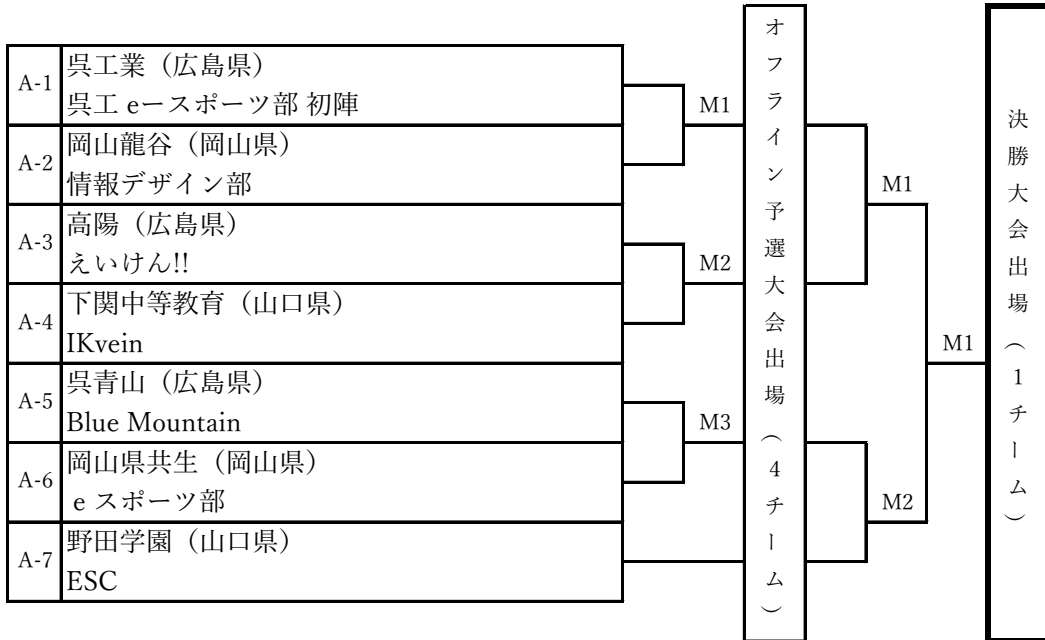 A-1
呉工業（広島県）
呉工 eースポーツ部 初陣
A-2
岡山龍谷（岡山県）
情報デザイン部
A-3
高陽（広島県）
えいけん!!
A-4
下関中等教育（山口県）
IKvein
A-5
呉青山（広島県）
Blue Mountain
A-6
岡山県共生（岡山県）
e スポーツ部
A-7
野田学園（山口県）
ESC
M1
M2
M3
オフライン予選大会出場（4チーム）
M1
M2
M1
決勝大会出場（1チーム）